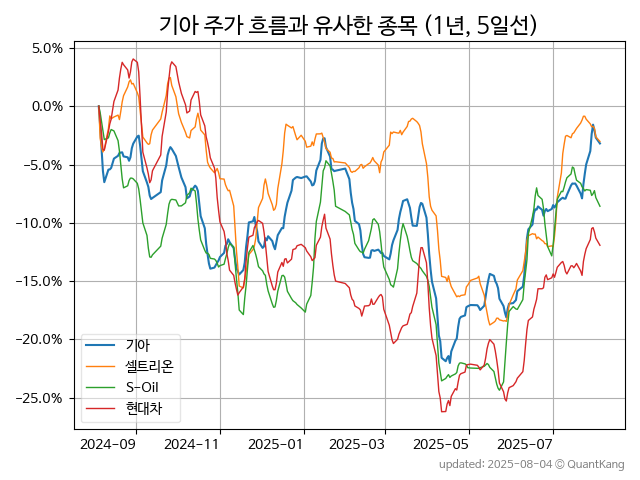 기아 주가 흐름과 유사한 종목 (1년, 5일선)
5.0%
0.0%
−5.0%
−10.0%
−15.0%
−20.0%
−25.0%
기아
셀트리온
S-Oil
현대차
2024-09
2024-11
2025-01
2025-03
2025-05
2025-07
updated: 2025-08-04 © QuantKang